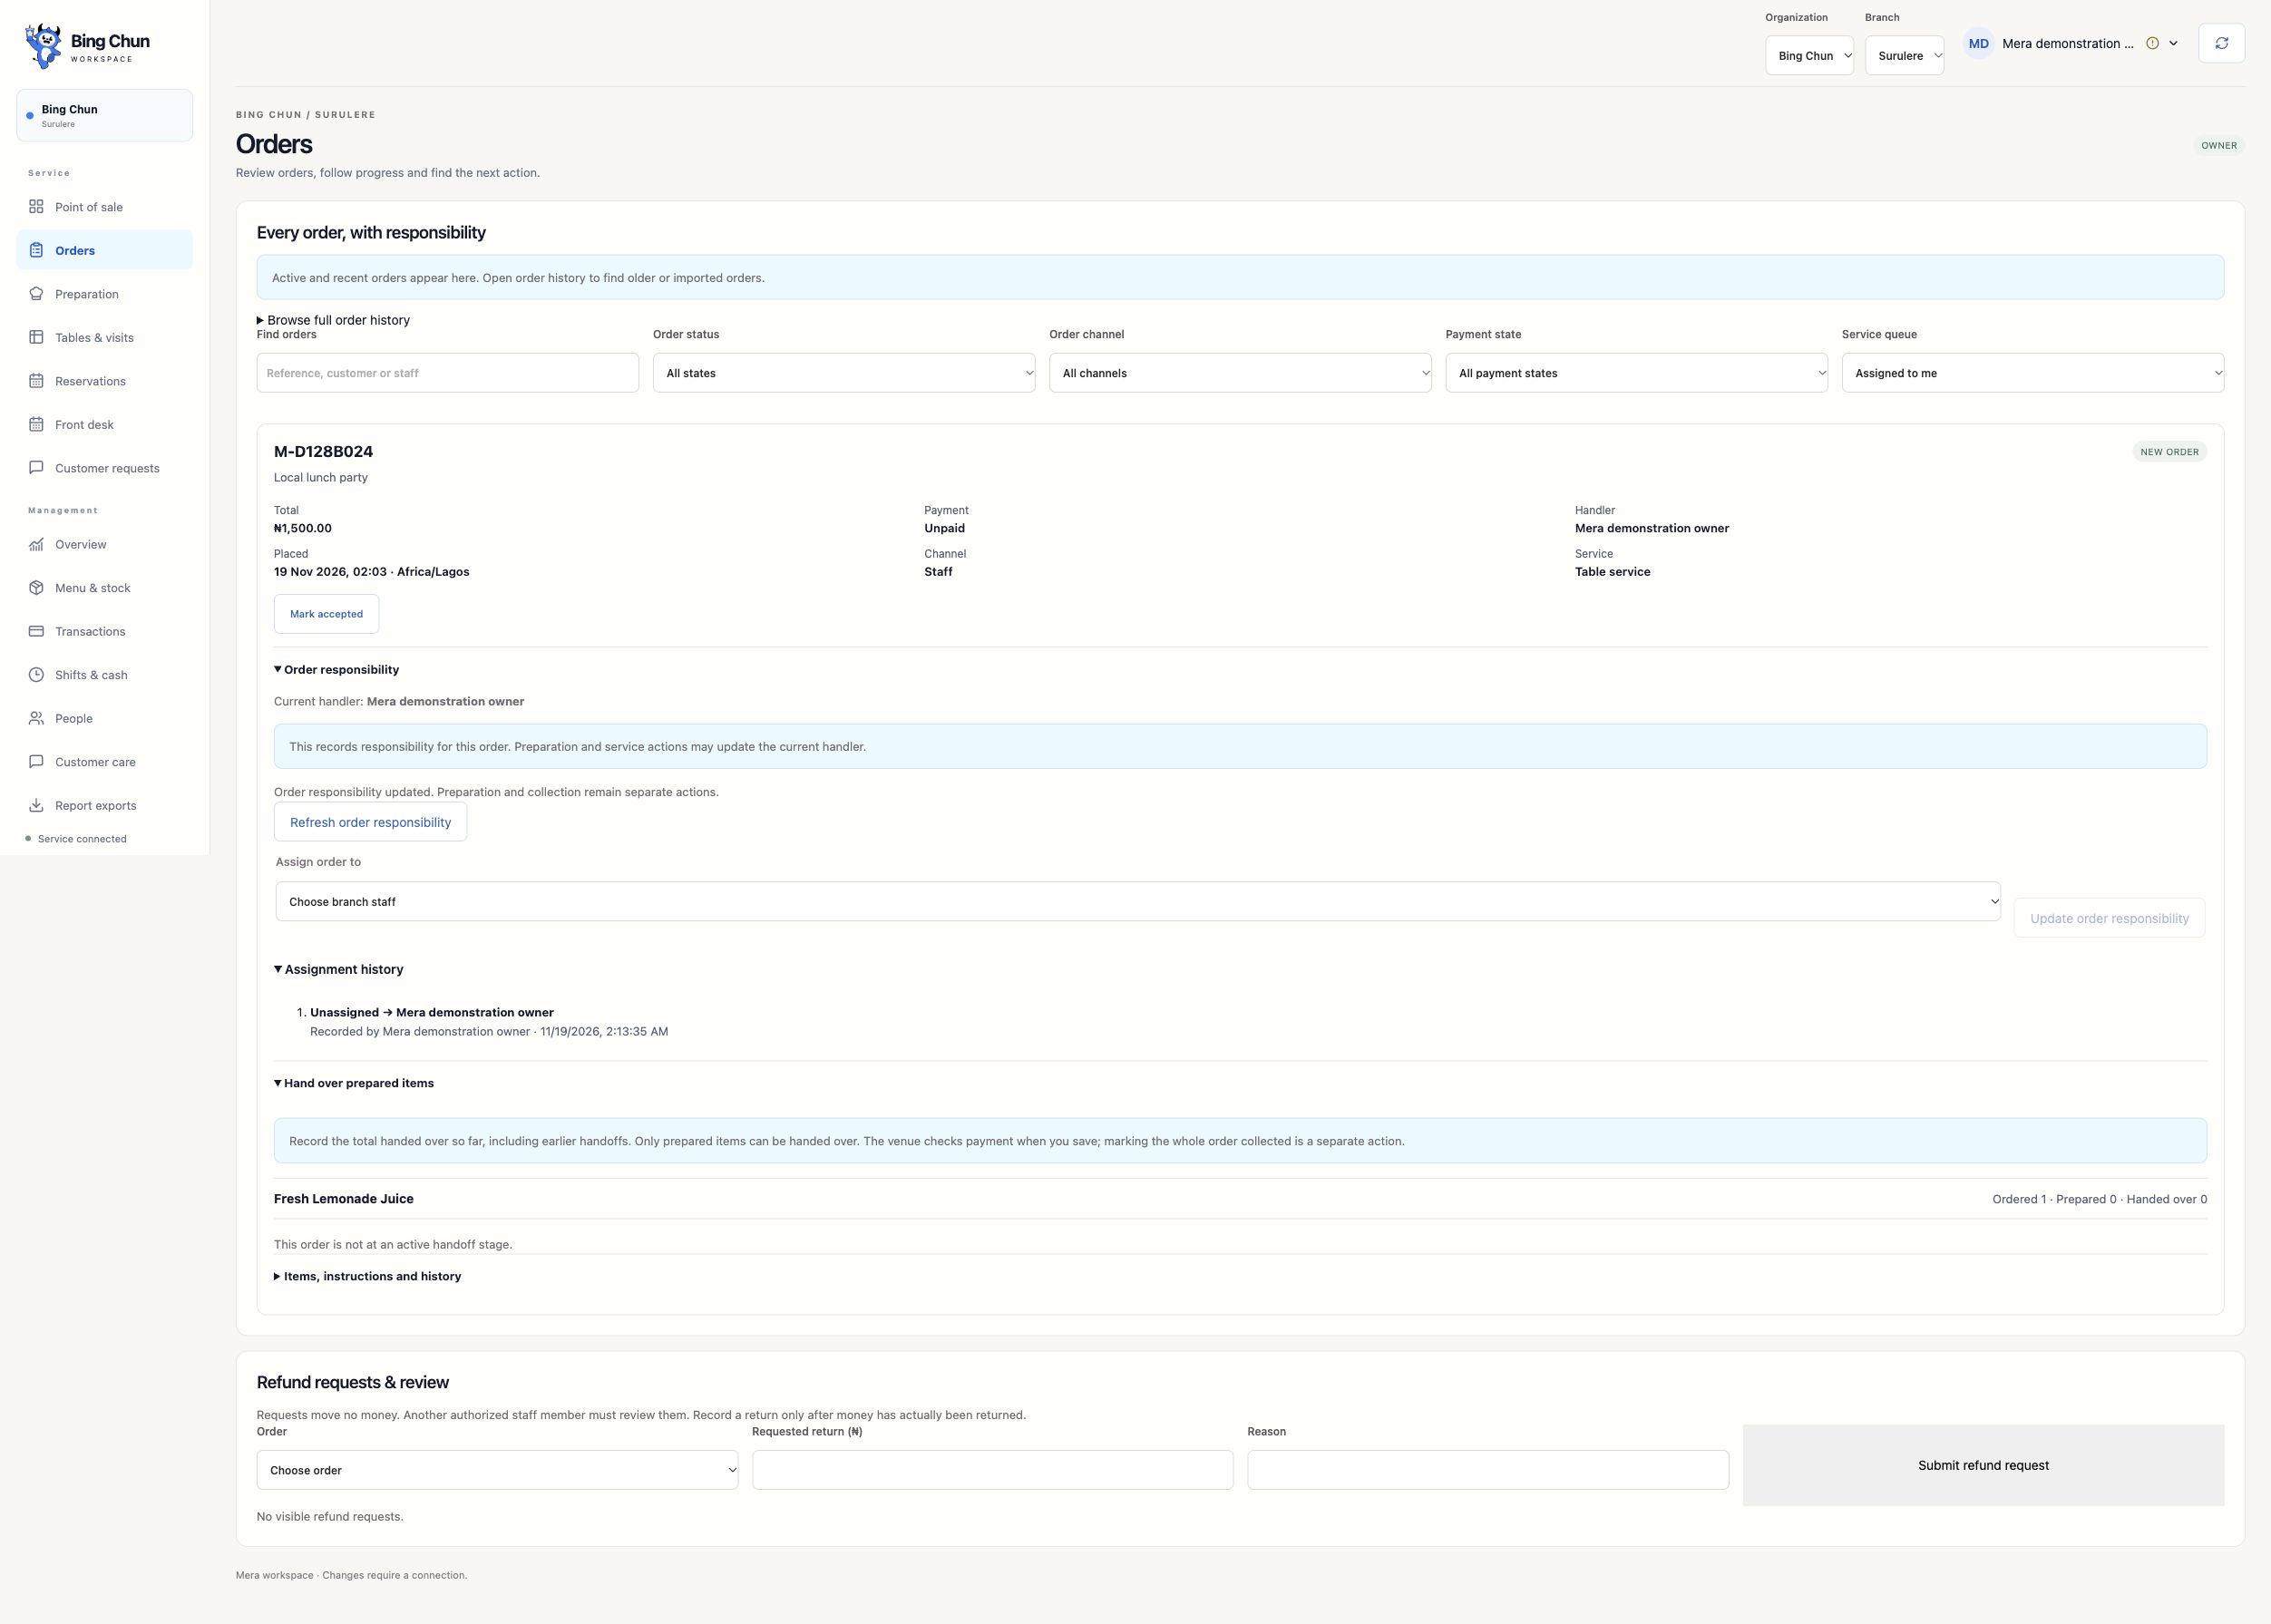 Bing Chun
WORKSPACE
Bing Chun
Surulere
Service
Point of sale
Orders
Preparation
Tables & visits
Reservations
Front desk
Customer requests
Management
Overview
Menu & stock
Transactions
Shifts & cash
People
Customer care
Report exports
Service connected
Organization
Branch
Bing Chun
Surulere
MD
Mera demonstration ...
BING CHUN / SURULERE
Orders
OWNER
Review orders, follow progress and find the next action.
Every order, with responsibility
Active and recent orders appear here. Open order history to find older or imported orders.
Browse full order history
Find orders
Order status
Order channel
Payment state
Service queue
Reference, customer or staff
All states
All channels
All payment states
Assigned to me
M-D128B024
NEW ORDER
Local lunch party
Total
Payment
Handler
₦1,500.00
Unpaid
Mera demonstration owner
Placed
Channel
Service
19 Nov 2026, 02:03 · Africa/Lagos
Staff
Table service
Mark accepted
Order responsibility
Current handler: Mera demonstration owner
This records responsibility for this order. Preparation and service actions may update the current handler.
Order responsibility updated. Preparation and collection remain separate actions.
Refresh order responsibility
Assign order to
Choose branch staff
Update order responsibility
Assignment history
1. Unassigned → Mera demonstration owner
Recorded by Mera demonstration owner · 11/19/2026, 2:13:35 AM
Hand over prepared items
Record the total handed over so far, including earlier handoffs. Only prepared items can be handed over. The venue checks payment when you save; marking the whole order collected is a separate action.
Fresh Lemonade Juice
Ordered 1 · Prepared 0 · Handed over 0
This order is not at an active handoff stage.
Items, instructions and history
Refund requests & review
Requests move no money. Another authorized staff member must review them. Record a return only after money has actually been returned.
Order
Requested return (₦)
Reason
Choose order
Submit refund request
No visible refund requests.
Mera workspace · Changes require a connection.